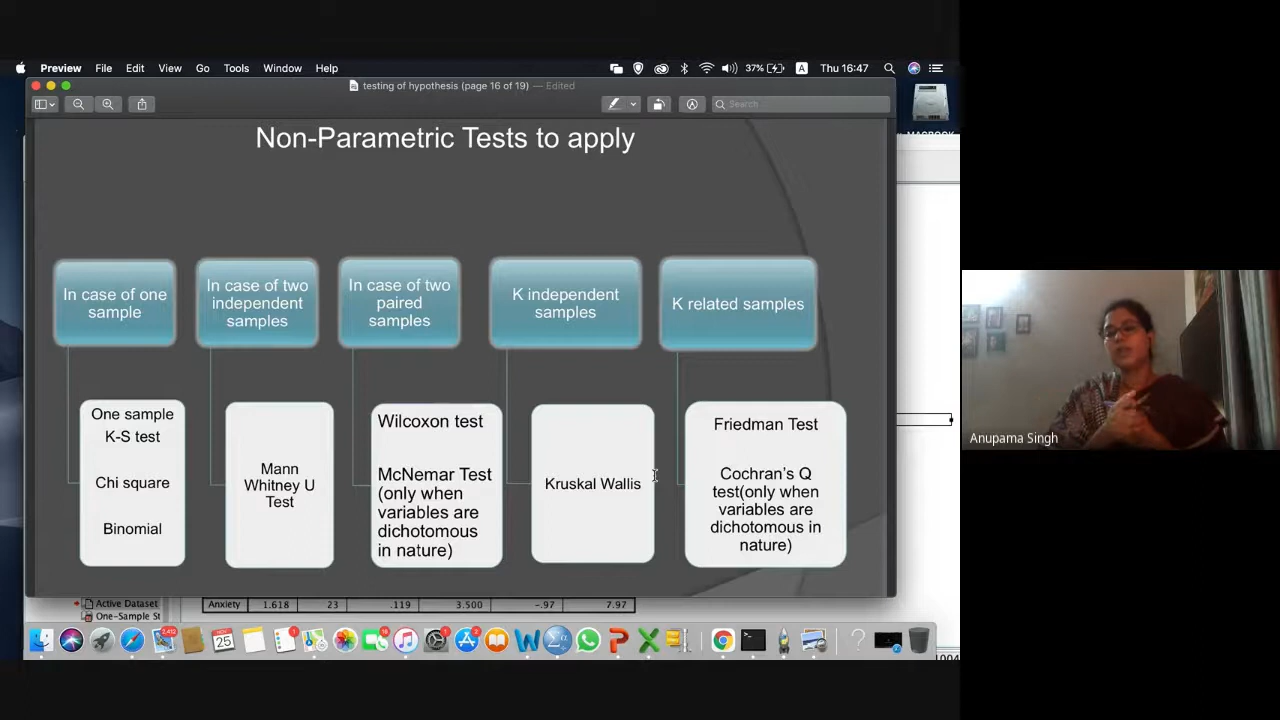 Preview File Edit View Go Tools Window Help
37% A Thu 16:47
testing of hypothesis (page 16 of 19) — Edited
Search
Non-Parametric Tests to apply
In case of one
sample
In case of two
independent
samples
In case of two
paired
samples
K independent
samples
K related samples
One sample
K-S test
Chi square
Binomial
Mann
Whitney U
Test
Wilcoxon test
McNemar Test
(only when
variables are
dichotomous
in nature)
Kruskal Wallis
Friedman Test
Cochran's Q
test(only when
variables are
dichotomous in
nature)
Anupama Singh
Active Dataset
One-Sample St
Anxiety 1.618 23 .119 3.500 -.97 7.97